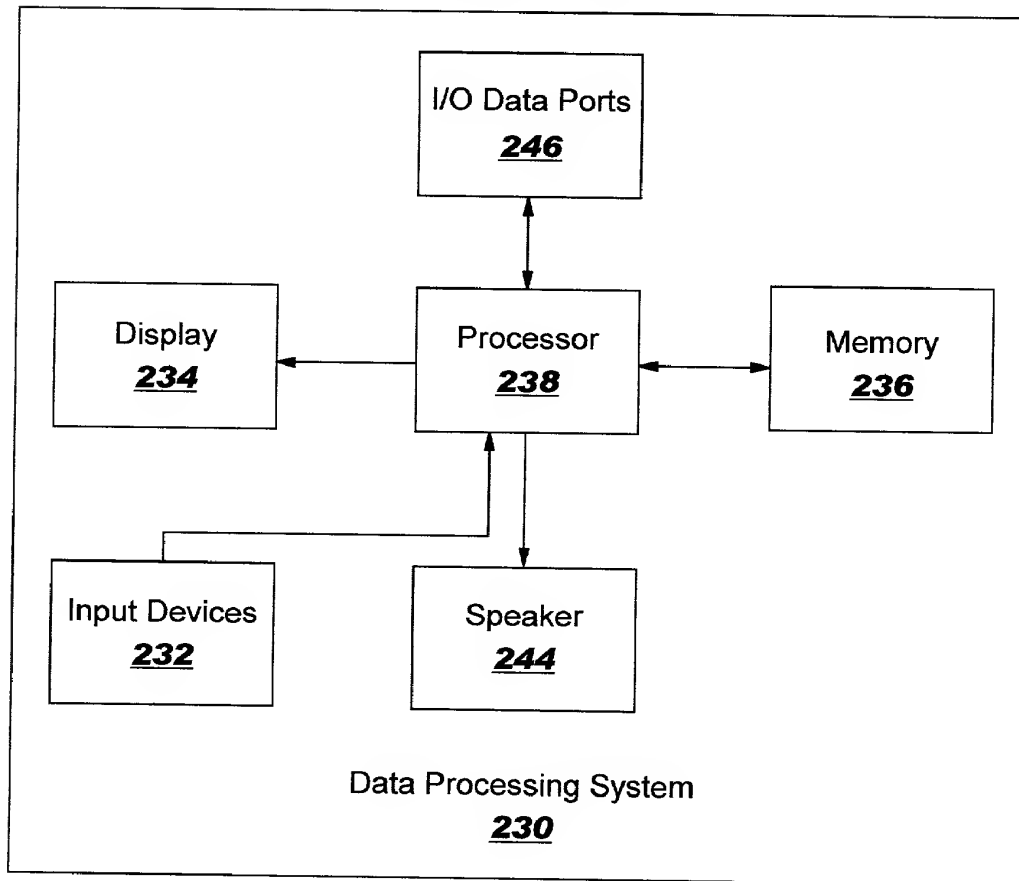 I/O Data Ports
246
Display
234
Processor
238
Memory
236
Input Devices
232
Speaker
244
Data Processing System
230